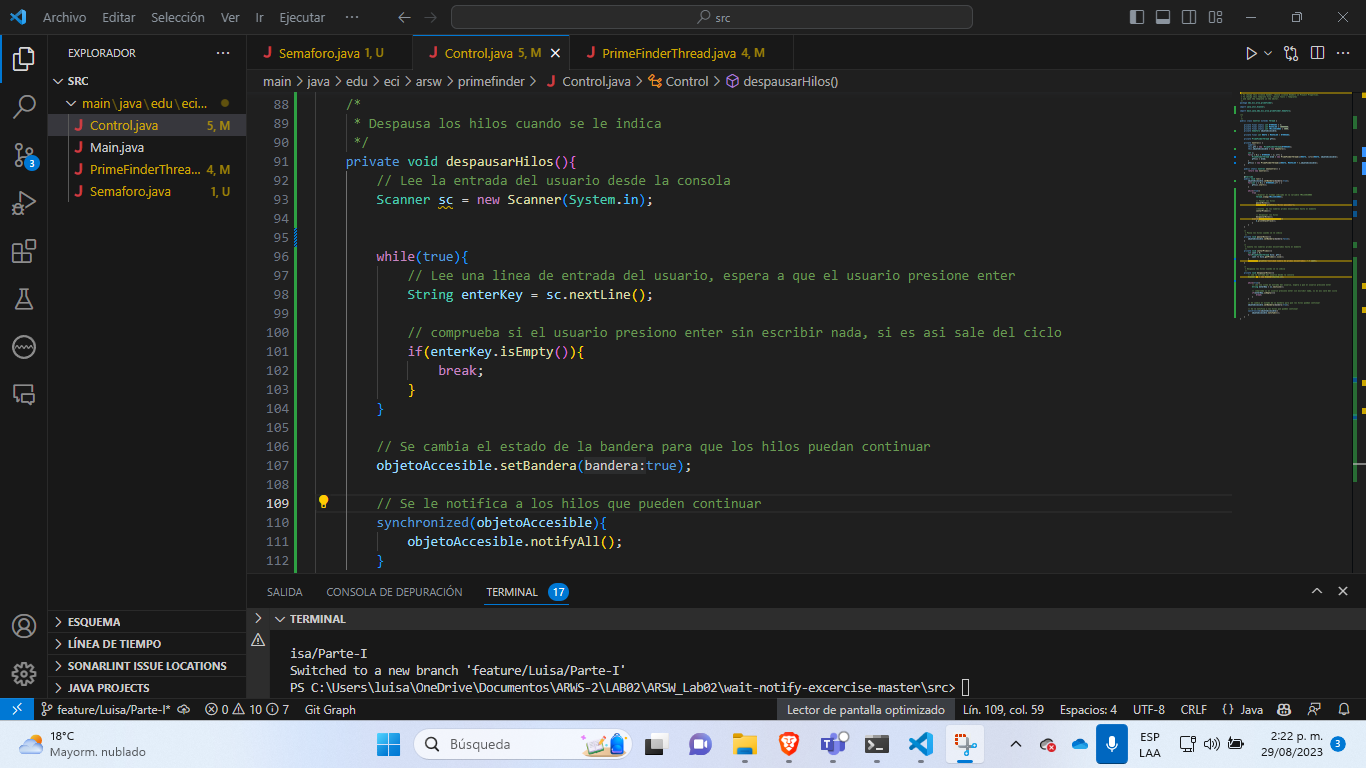 Archivo Editar Selección Ver Ir Ejecutar ···
src
EXPLORADOR ···
SRC
main\java\edu\eci...
Control.java 5, M
Main.java
PrimeFinderThrea... 4, M
Semaforo.java 1, U
3
ESQUEMA
LÍNEA DE TIEMPO
SONARLINT ISSUE LOCATIONS
JAVA PROJECTS
Semaforo.java 1, U
Control.java 5, M
PrimeFinderThread.java 4, M
main > java > edu > eci > arsw > primefinder > Control.java > Control > despausarHilos()
88 /*
89 * Despausa los hilos cuando se le indica
90 */
91 private void despausarHilos(){
92 // Lee la entrada del usuario desde la consola
93 Scanner sc = new Scanner(System.in);
94
95
96 while(true){
97 // Lee una linea de entrada del usuario, espera a que el usuario presione enter
98 String enterKey = sc.nextLine();
99
100 // comprueba si el usuario presiono enter sin escribir nada, si es asi sale del ciclo
101 if(enterKey.isEmpty()){
102 break;
103 }
104 }
105
106 // Se cambia el estado de la bandera para que los hilos puedan continuar
107 objetoAccesible.setBandera(bandera:true);
108
109 // Se le notifica a los hilos que pueden continuar
110 synchronized(objetoAccesible){
111 objetoAccesible.notifyAll();
112 }
SALIDA CONSOLA DE DEPURACIÓN TERMINAL 17
TERMINAL
isa/Parte-I
Switched to a new branch 'feature/Luisa/Parte-I'
PS C:\Users\luisa\OneDrive\Documentos\ARWS-2\LAB02\ARSW_Lab02\wait-notify-excercise-master\src>
feature/Luisa/Parte-I* 0 10 7 Git Graph Lector de pantalla optimizado Lín. 109, col. 59 Espacios: 4 UTF-8 CRLF {} Java
18°C
Mayorm. nublado
Búsqueda
ESP
LAA
2:22 p. m.
29/08/2023
3